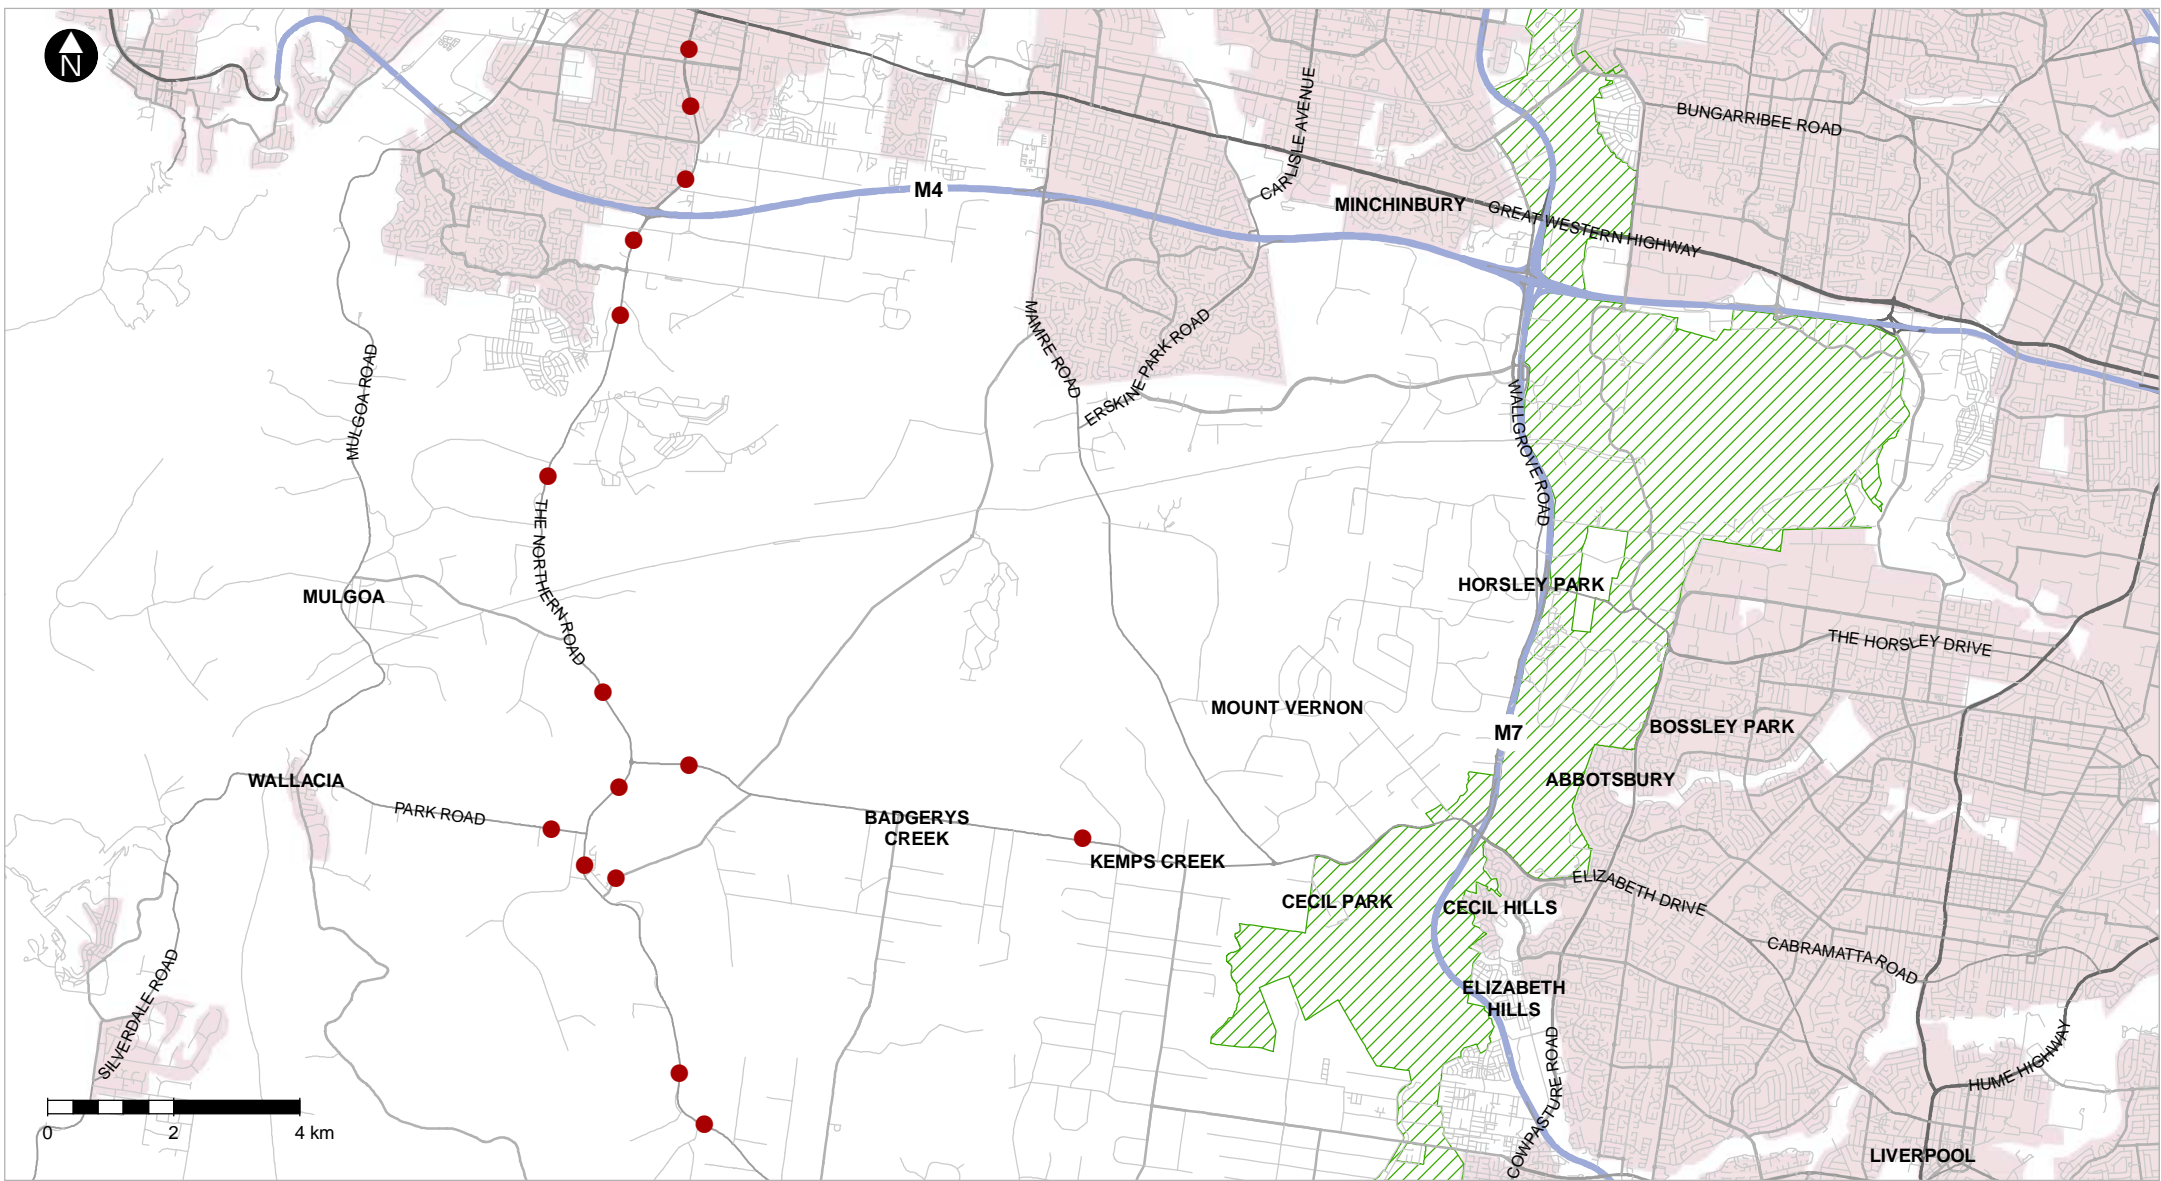 N
BUNGARRIBEE ROAD
CARLISLE AVENUE
M4
MINCHINBURY
GREAT WESTERN HIGHWAY
MAMRE ROAD
ERSKINE PARK ROAD
MULGOA ROAD
WALLGROVE ROAD
THE NORTHERN ROAD
HORSLEY PARK
MULGOA
THE HORSLEY DRIVE
MOUNT VERNON
M7
BOSSLEY PARK
WALLACIA
ABBOTSBURY
PARK ROAD
BADGERYS
CREEK
KEMPS CREEK
ELIZABETH DRIVE
CECIL PARK
CECIL HILLS
CABRAMATTA ROAD
ELIZABETH
HILLS
SILVERDALE ROAD
HUME HIGHWAY
COWPASTURE ROAD
0 2 4 km
LIVERPOOL